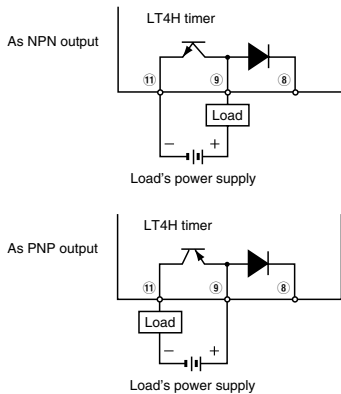 LT4H timer
As NPN output
⑪ ⑨ ⑧
Load
− +
Load's power supply
LT4H timer
As PNP output
⑪ ⑨ ⑧
Load
− +
Load's power supply